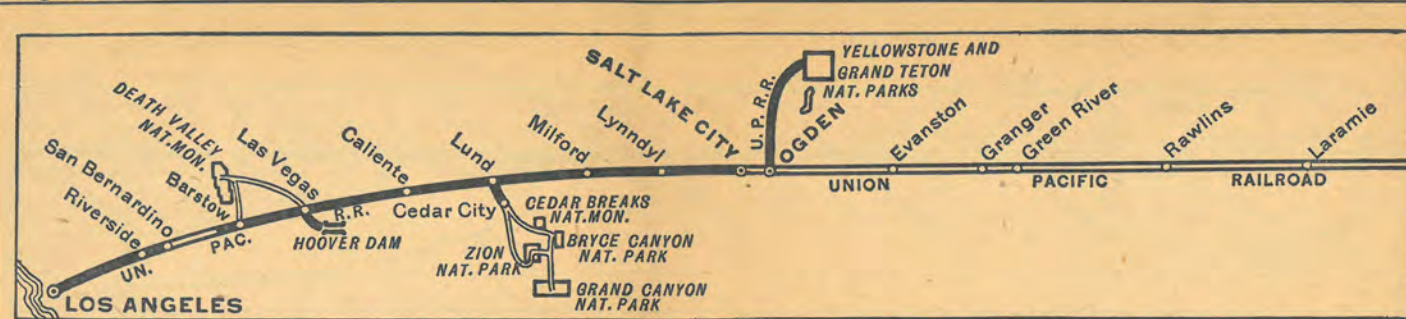 YELLOWSTONE AND
GRAND TETON
NAT. PARKS
U. P. R. R.
SALT LAKE CITY
OGDEN
Evanston
Granger
Green River
Rawlins
Laramie
UNION PACIFIC RAILROAD
DEATH VALLEY
NAT. MON.
San Bernardino
Riverside
Barstow
Las Vegas
Caliente
Lund
Milford
Lynndyl
UN. PAC. R.R.
HOOVER DAM
Cedar City
CEDAR BREAKS
NAT. MON.
ZION
NAT. PARK
BRYCE CANYON
NAT. PARK
GRAND CANYON
NAT. PARK
LOS ANGELES